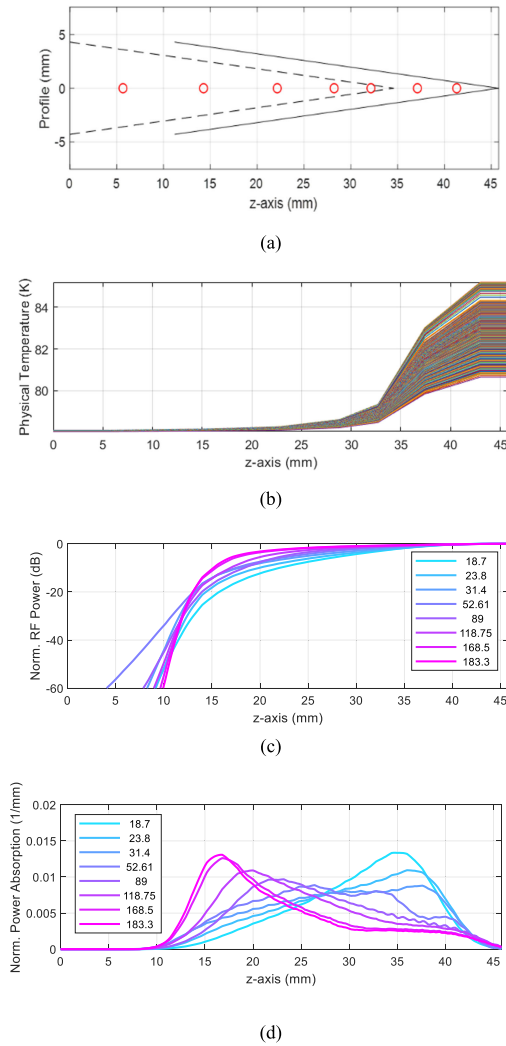 5
0
-5
Profile (mm)
0 5 10 15 20 25 30 35 40 45
z-axis (mm)
(a)
84
82
80
Physical Temperature (K)
0 5 10 15 20 25 30 35 40 45
z-axis (mm)
(b)
0
-20
-40
-60
Norm. RF Power (dB)
18.7
23.8
31.4
52.61
89
118.75
168.5
183.3
0 5 10 15 20 25 30 35 40 45
z-axis (mm)
(c)
0.02
0.015
0.01
0.005
0
Norm. Power Absorption (1/mm)
18.7
23.8
31.4
52.61
89
118.75
168.5
183.3
0 5 10 15 20 25 30 35 40 45
z-axis (mm)
(d)